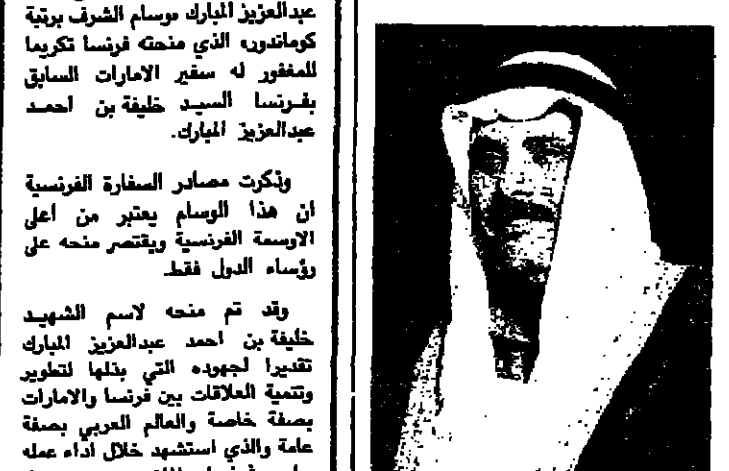 عبدالعزيز المبارك «وسام الشرف برتبة
كوماندور» الذي منحته فرنسا تكريما
للمغفور له سفير الامارات السابق
بفرنسا السيد خليفة بن احمد
عبدالعزيز المبارك.
وذكرت مصادر السفارة الفرنسية
ان هذا الوسام يعتبر من اعلى
الاوسمة الفرنسية ويقتصر منحه على
رؤساء الدول فقط.
وقد تم منحه لاسم الشهيد
خليفة بن احمد عبدالعزيز المبارك
تقديرا لجهوده التي بذلها لتطوير
وتنمية العلاقات بين فرنسا والامارات
بصفة خاصة والعالم العربي بصفة
عامة والذي استشهد خلال اداء عمله